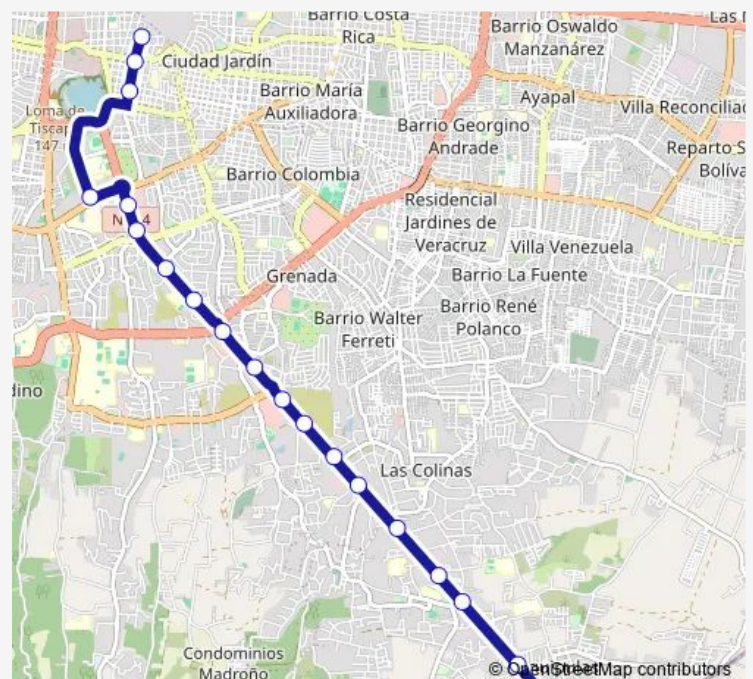 Barrio Costa
Rica
Barrio Oswaldo
Manzanárez
Las
Ciudad Jardín
Barrio María
Auxiliadora
Ayapal
Villa Reconciliac
Loma de
Tiscap
147
Barrio Georgino
Andrade
Reparto S
Bolíva
Barrio Colombia
Residencial
Jardines de
Veracruz
Villa Venezuela
Grenada
Barrio La Fuente
Barrio Walter
Ferreti
Barrio René
Polanco
dino
Las Colinas
Condominios
Madroño
© OpenStreetMap contributors